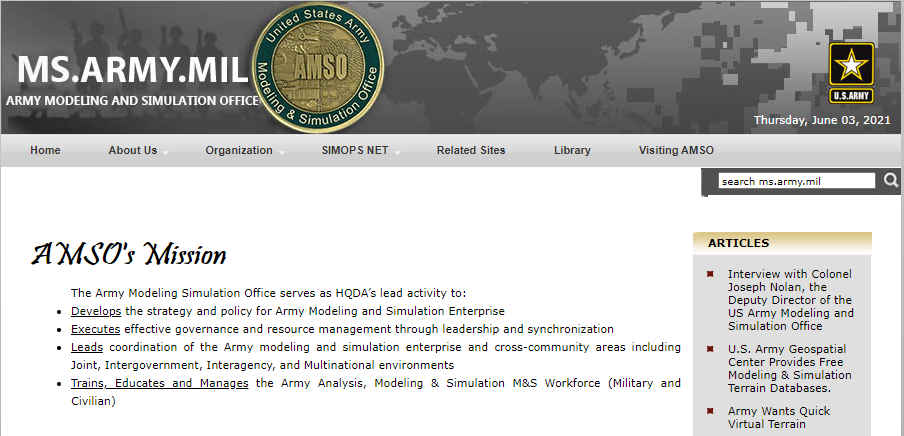 MS.ARMY.MIL
ARMY MODELING AND SIMULATION OFFICE
United States Army
AMSO
Modeling & Simulation Office
U.S.ARMY
Thursday, June 03, 2021
Home About Us Organization SIMOPS NET Related Sites Library Visiting AMSO
search ms.army.mil
AMSO's Mission
The Army Modeling Simulation Office serves as HQDA's lead activity to:
Develops the strategy and policy for Army Modeling and Simulation Enterprise
Executes effective governance and resource management through leadership and synchronization
Leads coordination of the Army modeling and simulation enterprise and cross-community areas including
Joint, Intergovernment, Interagency, and Multinational environments
Trains, Educates and Manages the Army Analysis, Modeling & Simulation M&S Workforce (Military and
Civilian)
ARTICLES
Interview with Colonel
Joseph Nolan, the
Deputy Director of the
US Army Modeling and
Simulation Office
U.S. Army Geospatial
Center Provides Free
Modeling & Simulation
Terrain Databases.
Army Wants Quick
Virtual Terrain